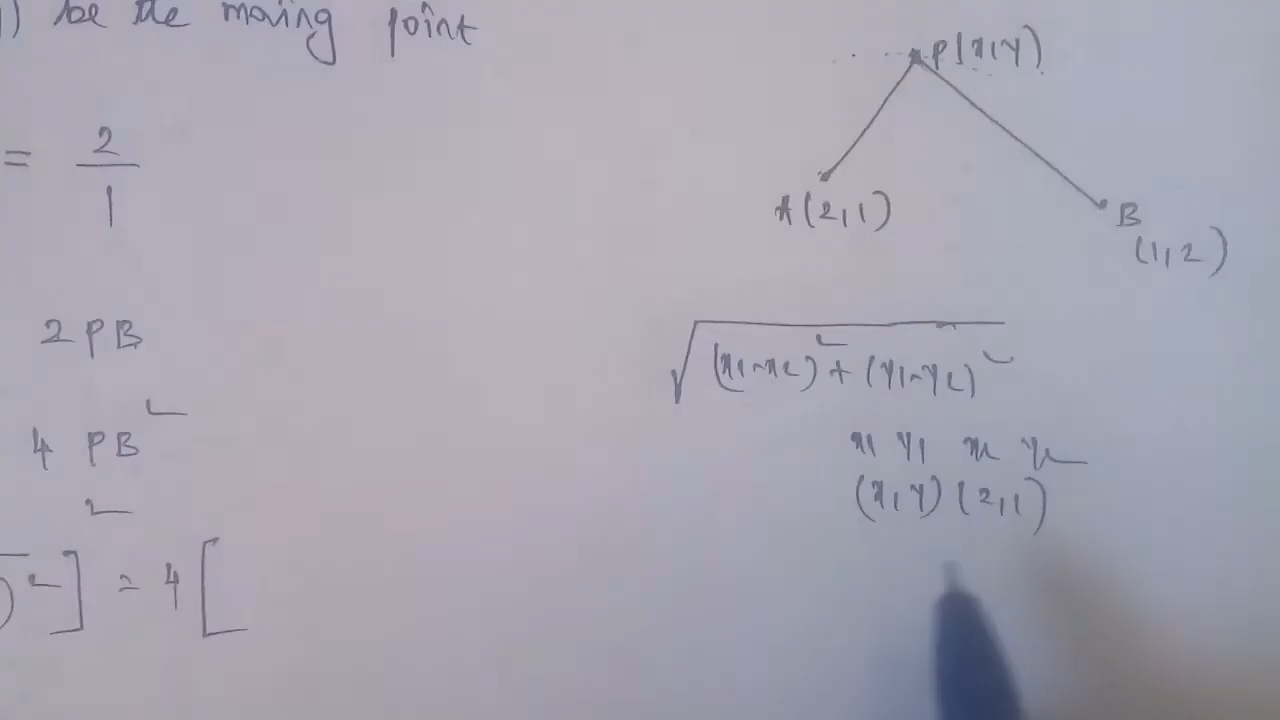 ) be the moving point
P(x,y)
= 2/1
A(2,1)
B
(1,2)
2PB
√(x1-x2)² + (y1-y2)²
4 PB²
x1 y1 x2 y2
(x,y) (2,1)
)²] = 4 [